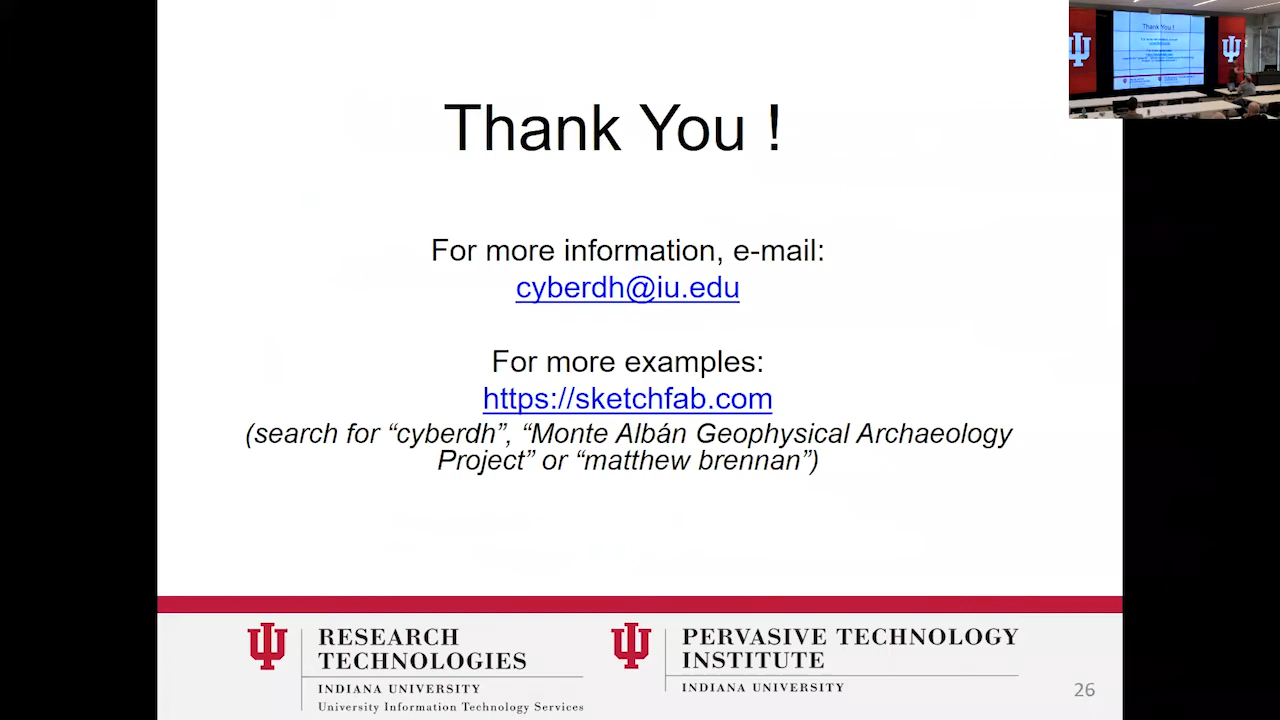 Thank You !
For more information, e-mail:
cyberdh@iu.edu
For more examples:
https://sketchfab.com
(search for “cyberdh”, “Monte Albán Geophysical Archaeology
Project” or “matthew brennan”)
RESEARCH
TECHNOLOGIES
INDIANA UNIVERSITY
University Information Technology Services
PERVASIVE TECHNOLOGY
INSTITUTE
INDIANA UNIVERSITY
26
Thank You !